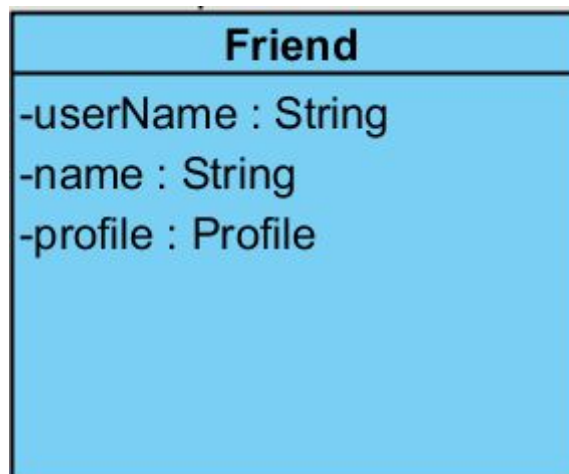 Friend
-userName : String
-name : String
-profile : Profile